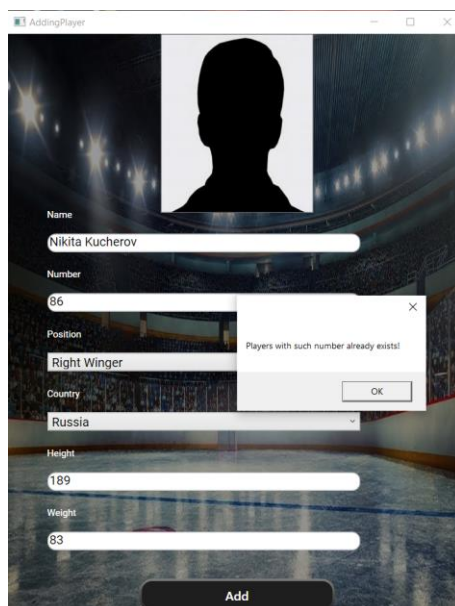 AddingPlayer
Name
Nikita Kucherov
Number
86
Players with such number already exists!
OK
Position
Right Winger
Country
Russia
Height
189
Weight
83
Add